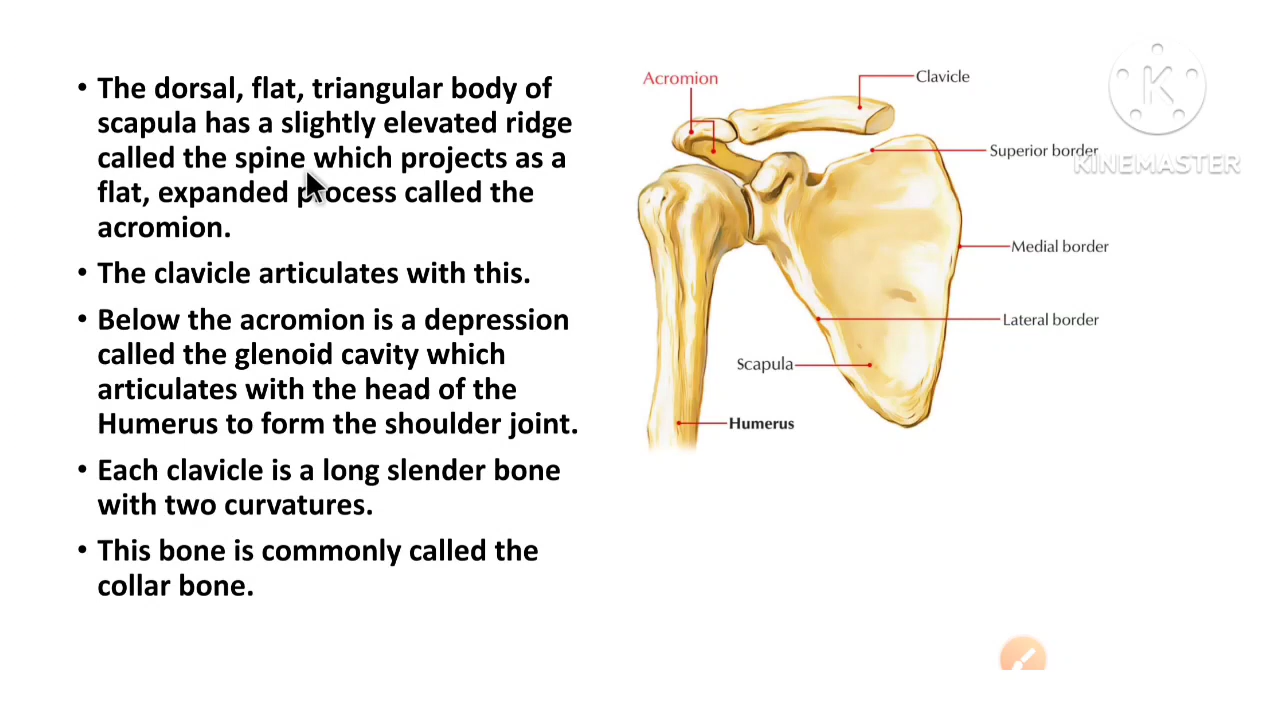 • The dorsal, flat, triangular body of
scapula has a slightly elevated ridge
called the spine which projects as a
flat, expanded process called the
acromion.
• The clavicle articulates with this.
• Below the acromion is a depression
called the glenoid cavity which
articulates with the head of the
Humerus to form the shoulder joint.
• Each clavicle is a long slender bone
with two curvatures.
• This bone is commonly called the
collar bone.
Acromion
Clavicle
Superior border
Medial border
Lateral border
Scapula
Humerus
K
KINEMASTER